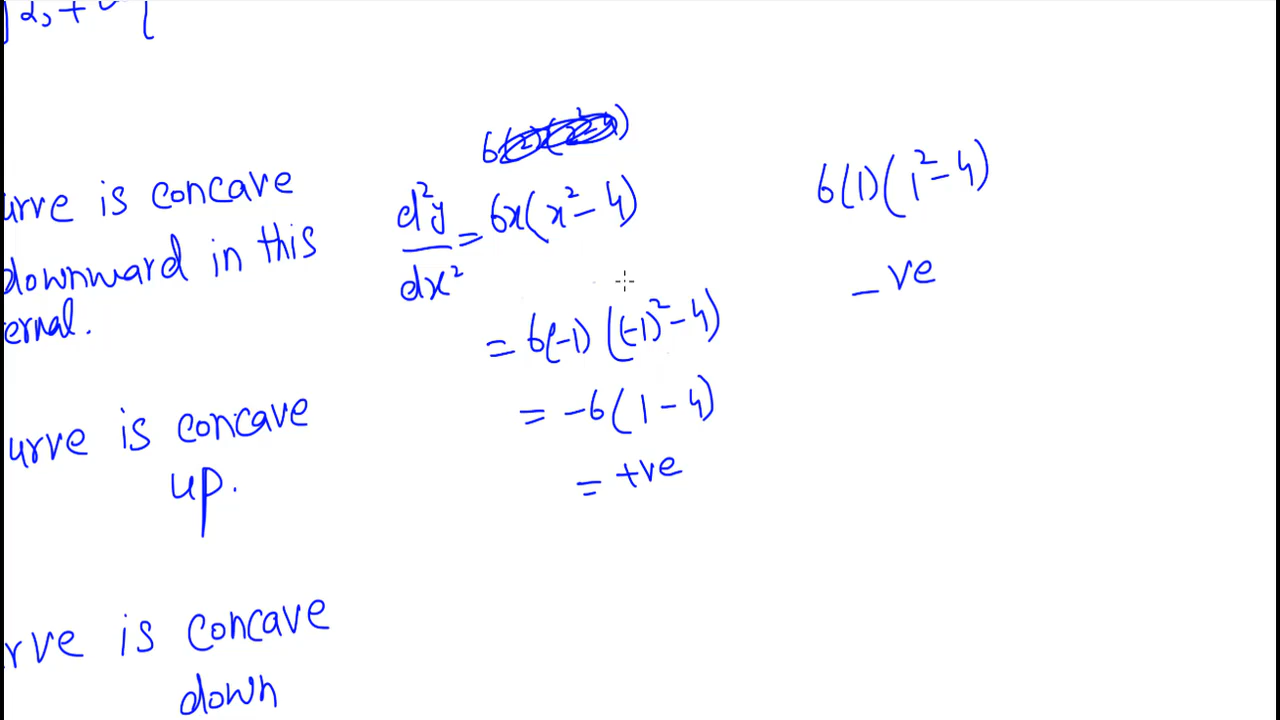 urve is concave
downward in this
ernal.
urve is concave
up.
rve is concave
down
d²y/dx² = 6x(x² - 4)
= 6(-1) ((-1)² - 4)
= -6(1 - 4)
= +ve
6(1)(1² - 4)
-ve